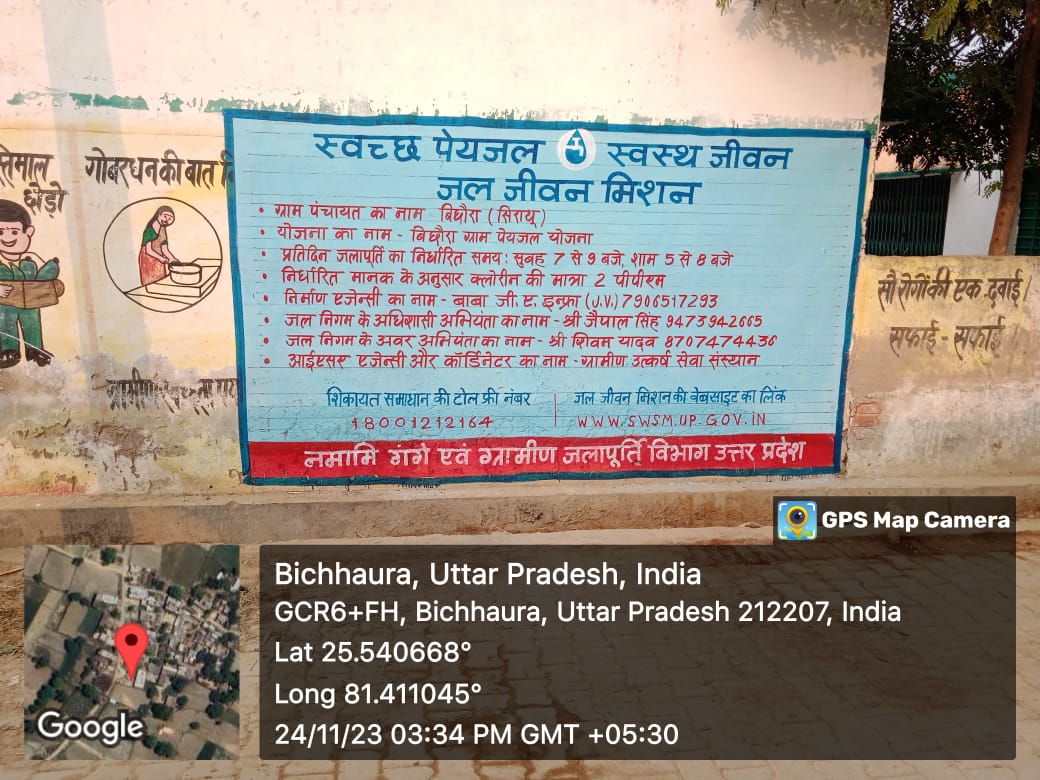 स्तेमाल
छोड़ो
गोबरधन की बात
स्वच्छ पेयजल स्वस्थ जीवन
जल जीवन मिशन
• ग्राम पंचायत का नाम बिछौरा (सिराथू)
• योजना का नाम - बिछौरा ग्राम पेयजल योजना
• प्रतिदिन जलापूर्ति का निर्धारित समय: सुबह 7 से 9 बजे, शाम 5 से 8 बजे
• निर्धारित मानक के अनुसार क्लोरीन की मात्रा 2 पीपीएम
• निर्माण एजेन्सी का नाम - बाबा जी. ए. इन्फ्रा (J.V.) 7906517293
• जल निगम के अधिशासी अभियंता का नाम - श्री जैपाल सिंह 9473942665
• जल निगम के अवर अभियंता का नाम - श्री शिवम यादव 8707474436
• आईएसए एजेन्सी और कॉर्डिनेटर का नाम - ग्रामीण उत्कर्ष सेवा संस्थान
शिकायत समाधान की टोल फ्री नंबर
18001212164
जल जीवन मिशन की वेबसाइट का लिंक
WWW.SWSM.UP.GOV.IN
नमामि गंगे एवं ग्रामीण जलापूर्ति विभाग उत्तर प्रदेश
सौ रोगों की एक दवाई
सफाई - सफाई
GPS Map Camera
Bichhaura, Uttar Pradesh, India
GCR6+FH, Bichhaura, Uttar Pradesh 212207, India
Lat 25.540668°
Long 81.411045°
24/11/23 03:34 PM GMT +05:30
Google